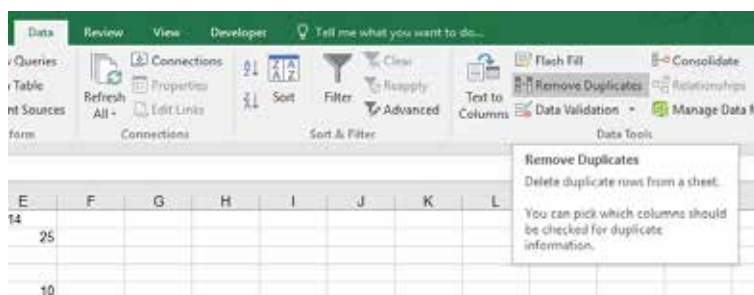 Data Review View Developer Tell me what you want to do...
Queries Connections Clear Flash Fill Consolidate
Table Properties Reapply Remove Duplicates Relationships
nt Sources Refresh All Edit Links Sort Filter Advanced Text to Columns Data Validation Manage Data M
form Connections Sort & Filter Data Tools
Remove Duplicates
Delete duplicate rows from a sheet.
You can pick which columns should
be checked for duplicate
information.
E F G H I J K L
14
25
10